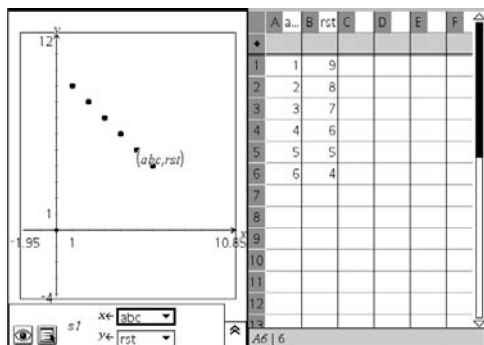 y
12
(abc,rst)
1
-1.95
1
10.85
x
-4
s1
x← abc
y← rst
A a... B rst C D E F
◆
1 1 9
2 2 8
3 3 7
4 4 6
5 5 5
6 6 4
7
8
9
10
11
12
13
A6 | 6